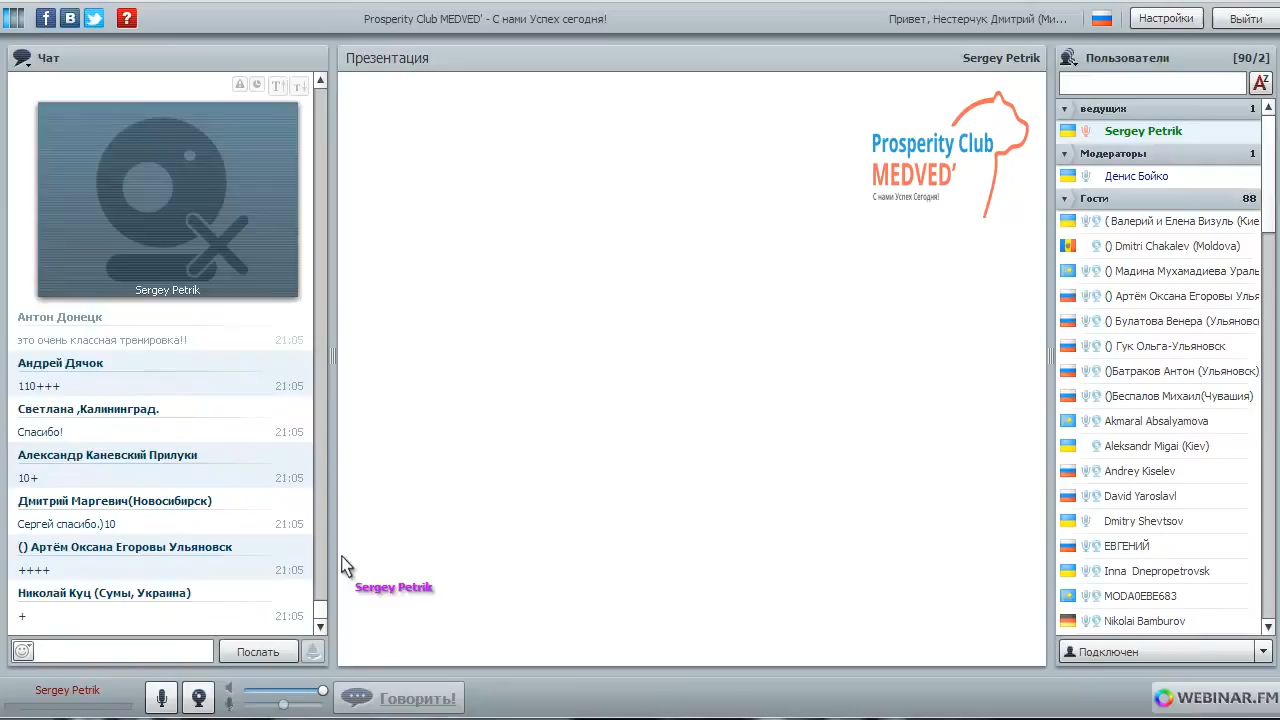 f B ?
Prosperity Club MEDVED' - С нами Успех сегодня!
Привет, Нестерчук Дмитрий (Ми...
Настройки
Выйти
Чат
Sergey Petrik
Антон Донецк
это очень классная тренировка!! 21:05
Андрей Дячок
110+++ 21:05
Светлана ,Калининград.
Спасибо! 21:05
Александр Каневский Прилуки
10+ 21:05
Дмитрий Маргевич(Новосибирск)
Сергей спасибо.)10 21:05
() Артём Оксана Егоровы Ульяновск
++++ 21:05
Николай Куц (Сумы, Украина)
+ 21:05
Послать
Презентация Sergey Petrik
Prosperity Club
MEDVED'
С нами Успех Сегодня!
Sergey Petrik
Пользователи [90/2]
AZ
ведущия 1
Sergey Petrik
Модераторы 1
Денис Бойко
Гости 88
( Валерий и Елена Визуль (Кие
() Dmitri Chakalev (Moldova)
() Мадина Мухамадиева Ураль
() Артём Оксана Егоровы Улья
() Булатова Венера (Ульяновс
() Гук Ольга-Ульяновск
()Батраков Антон (Ульяновск)
()Беспалов Михаил(Чувашия)
Akmaral Absalyamova
Aleksandr Migai (Kiev)
Andrey Kiselev
David Yaroslavl
Dmitry Shevtsov
ЕВГЕНИЙ
Inna Dnepropetrovsk
MODA0EBE683
Nikolai Bamburov
Подключен
Sergey Petrik
Говорить!
WEBINAR.FM